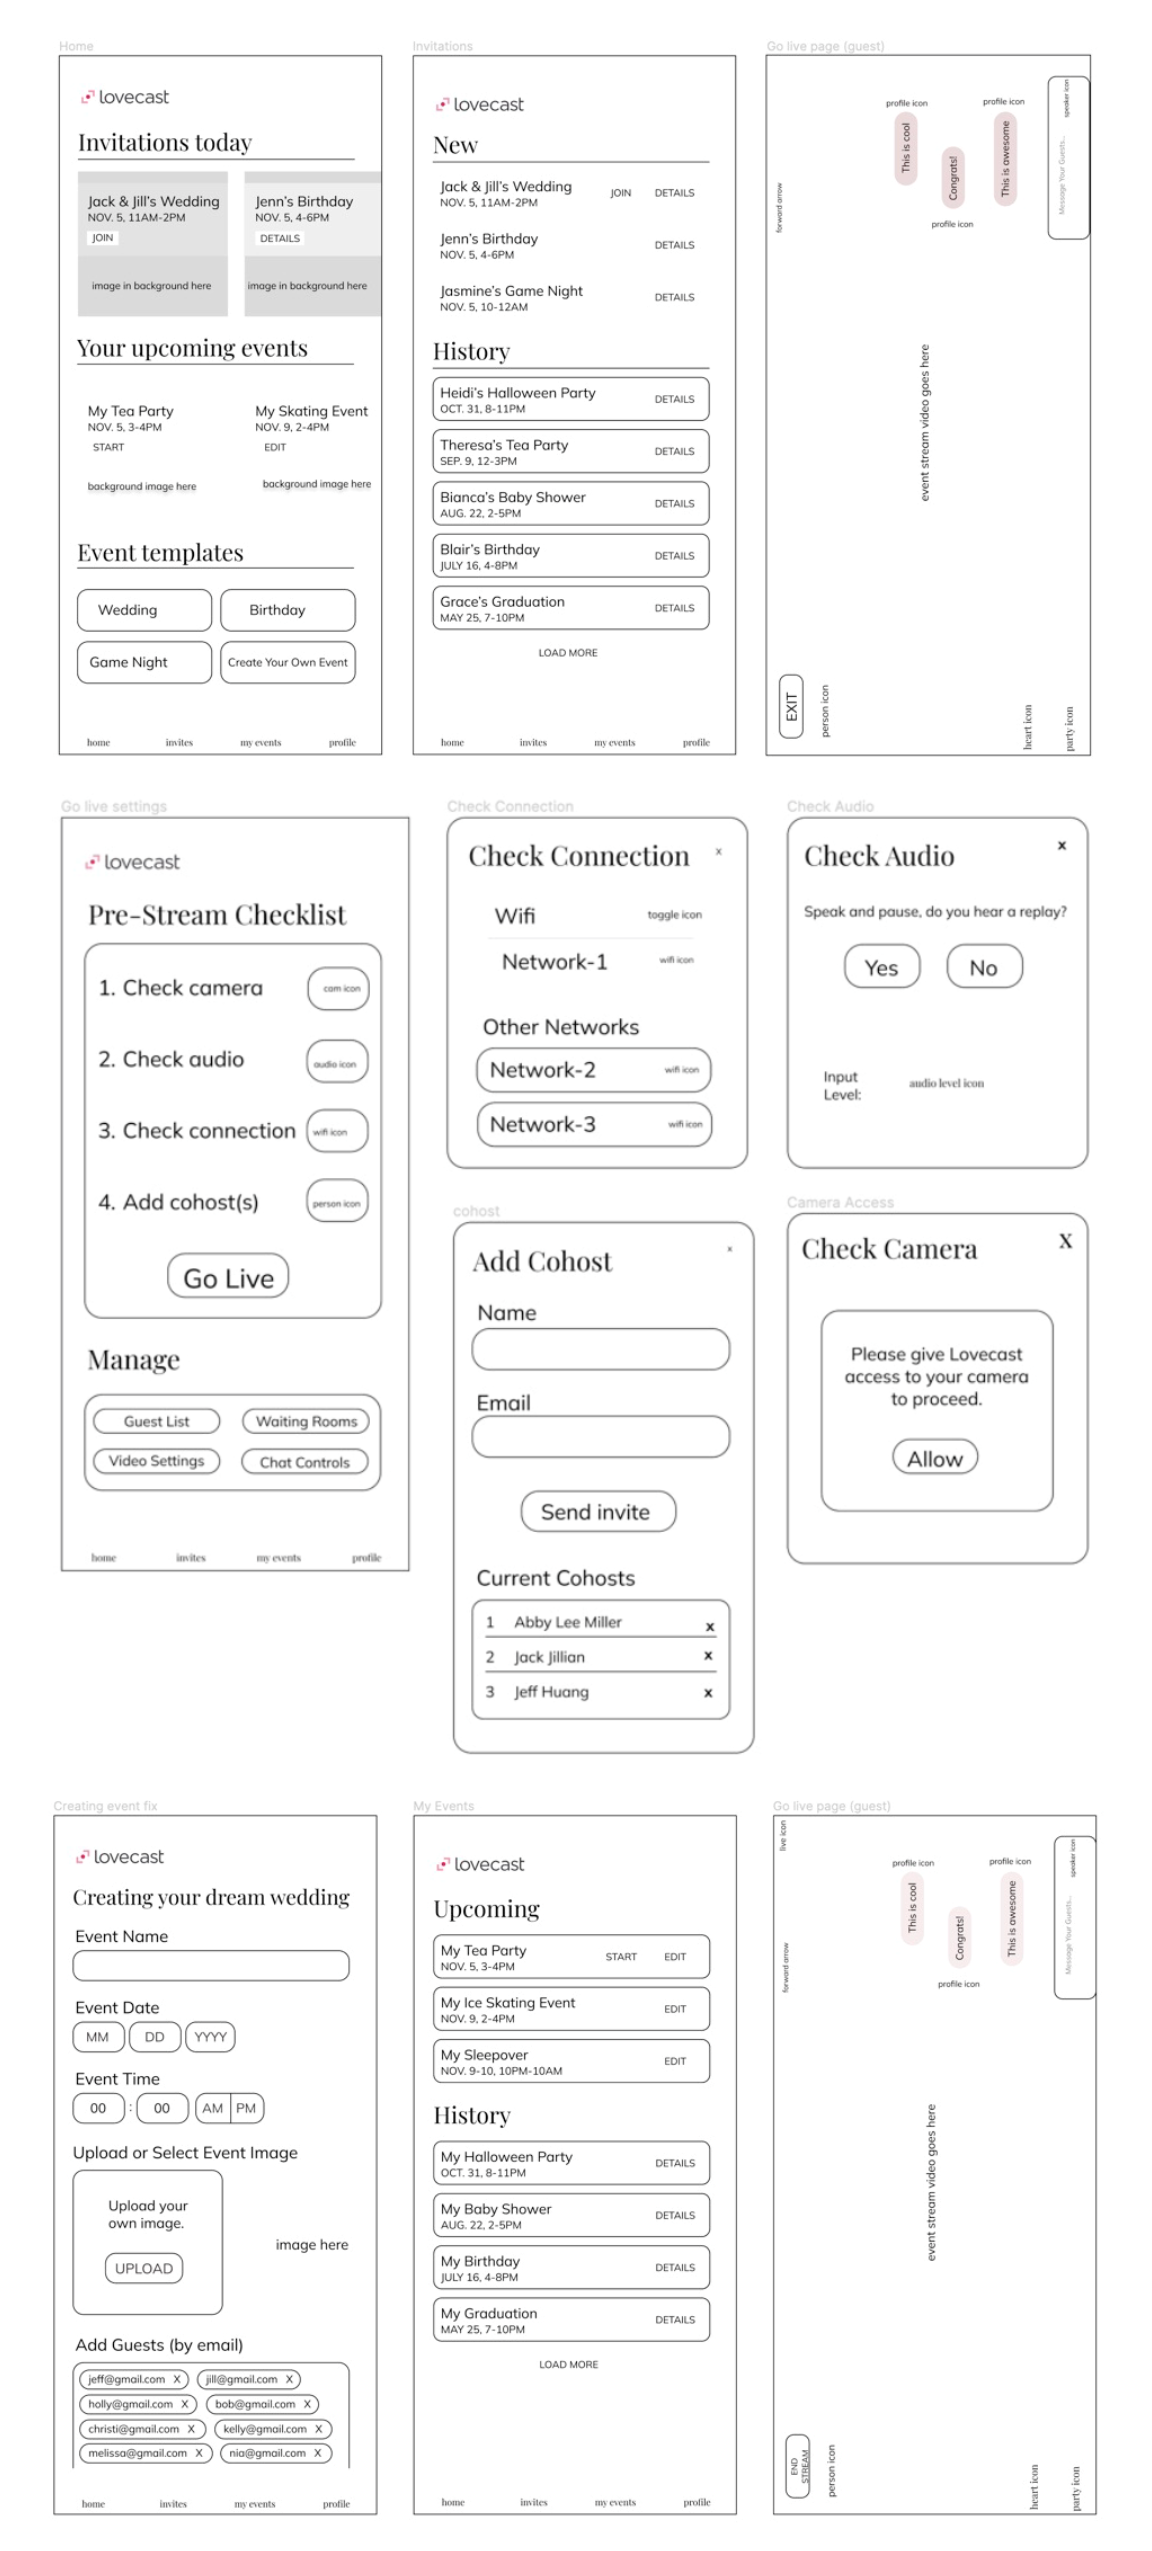 Home
lovecast
Invitations today
Jack & Jill's Wedding
NOV. 5, 11AM-2PM
JOIN
image in background here
Jenn's Birthday
NOV. 5, 4-6PM
DETAILS
image in background here
Your upcoming events
My Tea Party
NOV. 5, 3-4PM
START
background image here
My Skating Event
NOV. 9, 2-4PM
EDIT
background image here
Event templates
Wedding
Birthday
Game Night
Create Your Own Event
home invites my events profile
Invitations
lovecast
New
Jack & Jill's Wedding JOIN DETAILS
NOV. 5, 11AM-2PM
Jenn's Birthday DETAILS
NOV. 5, 4-6PM
Jasmine's Game Night DETAILS
NOV. 5, 10-12AM
History
Heidi's Halloween Party DETAILS
OCT. 31, 8-11PM
Theresa's Tea Party DETAILS
SEP. 9, 12-3PM
Bianca's Baby Shower DETAILS
AUG. 22, 2-5PM
Blair's Birthday DETAILS
JULY 16, 4-8PM
Grace's Graduation DETAILS
MAY 25, 7-10PM
LOAD MORE
home invites my events profile
Go live page (guest)
forward arrow
profile icon
This is cool
Congrats!
profile icon
profile icon
This is awesome
speaker icon
Message Your Guests...
event stream video goes here
EXIT
person icon
heart icon
party icon
Go live settings
lovecast
Pre-Stream Checklist
1. Check camera cam icon
2. Check audio audio icon
3. Check connection wifi icon
4. Add cohost(s) person icon
Go Live
Manage
Guest List
Waiting Rooms
Video Settings
Chat Controls
home invites my events profile
Check Connection
Check Connection x
Wifi toggle icon
Network-1 wifi icon
Other Networks
Network-2 wifi icon
Network-3 wifi icon
Check Audio
Check Audio x
Speak and pause, do you hear a replay?
Yes No
Input
Level:
audio level icon
cohost
Add Cohost x
Name
Email
Send invite
Current Cohosts
1 Abby Lee Miller x
2 Jack Jillian x
3 Jeff Huang x
Camera Access
Check Camera X
Please give Lovecast
access to your camera
to proceed.
Allow
Creating event fix
lovecast
Creating your dream wedding
Event Name
Event Date
MM DD YYYY
Event Time
00 : 00 AM PM
Upload or Select Event Image
Upload your
own image.
UPLOAD
image here
Add Guests (by email)
jeff@gmail.com X jill@gmail.com X
holly@gmail.com X bob@gmail.com X
christi@gmail.com X kelly@gmail.com X
melissa@gmail.com X nia@gmail.com X
home invites my events profile
My Events
lovecast
Upcoming
My Tea Party START EDIT
NOV. 5, 3-4PM
My Ice Skating Event EDIT
NOV. 9, 2-4PM
My Sleepover EDIT
NOV. 9-10, 10PM-10AM
History
My Halloween Party DETAILS
OCT. 31, 8-11PM
My Baby Shower DETAILS
AUG. 22, 2-5PM
My Birthday DETAILS
JULY 16, 4-8PM
My Graduation DETAILS
MAY 25, 7-10PM
LOAD MORE
home invites my events profile
Go live page (guest)
live icon
forward arrow
profile icon
This is cool
Congrats!
profile icon
profile icon
This is awesome
speaker icon
Message Your Guests...
event stream video goes here
END
STREAM
person icon
heart icon
party icon